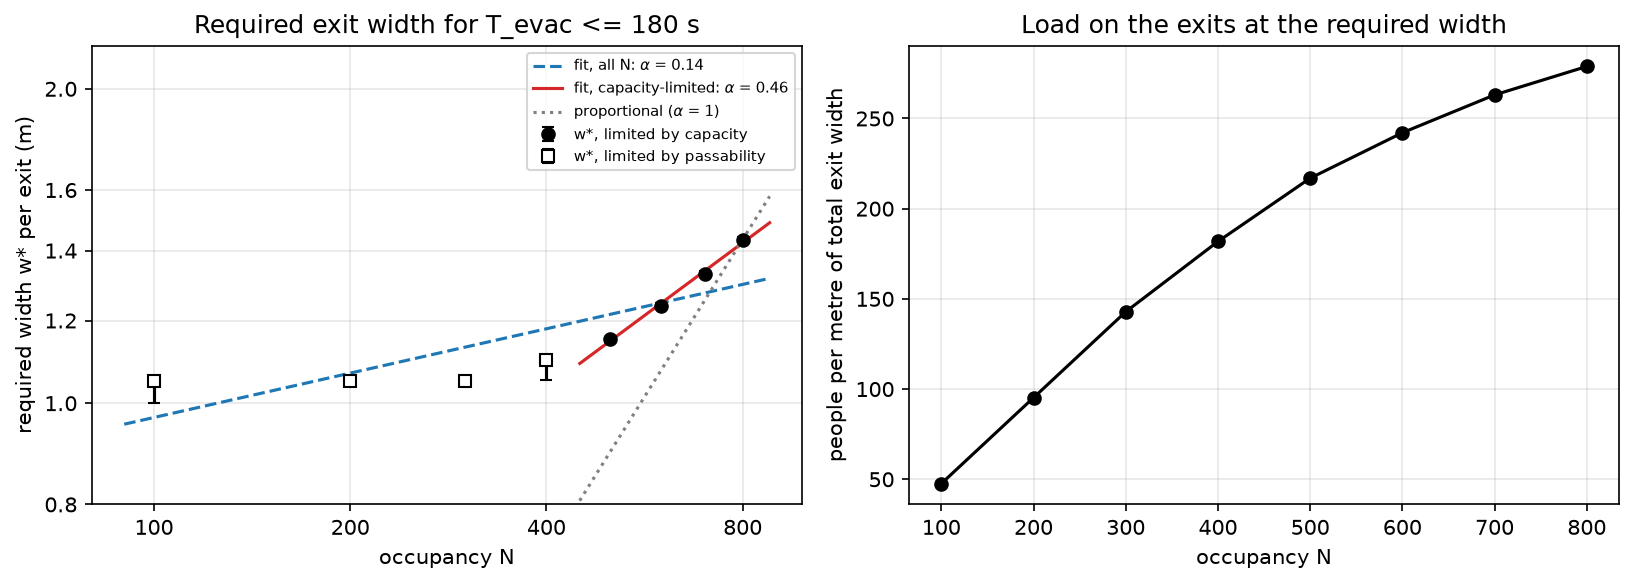 Required exit width for T_evac <= 180 s
required width w* per exit (m)
2.0
1.6
1.4
1.2
1.0
0.8
fit, all N: α = 0.14
fit, capacity-limited: α = 0.46
proportional (α = 1)
w*, limited by capacity
w*, limited by passability
100 200 400 800
occupancy N
Load on the exits at the required width
people per metre of total exit width
250
200
150
100
50
100 200 300 400 500 600 700 800
occupancy N